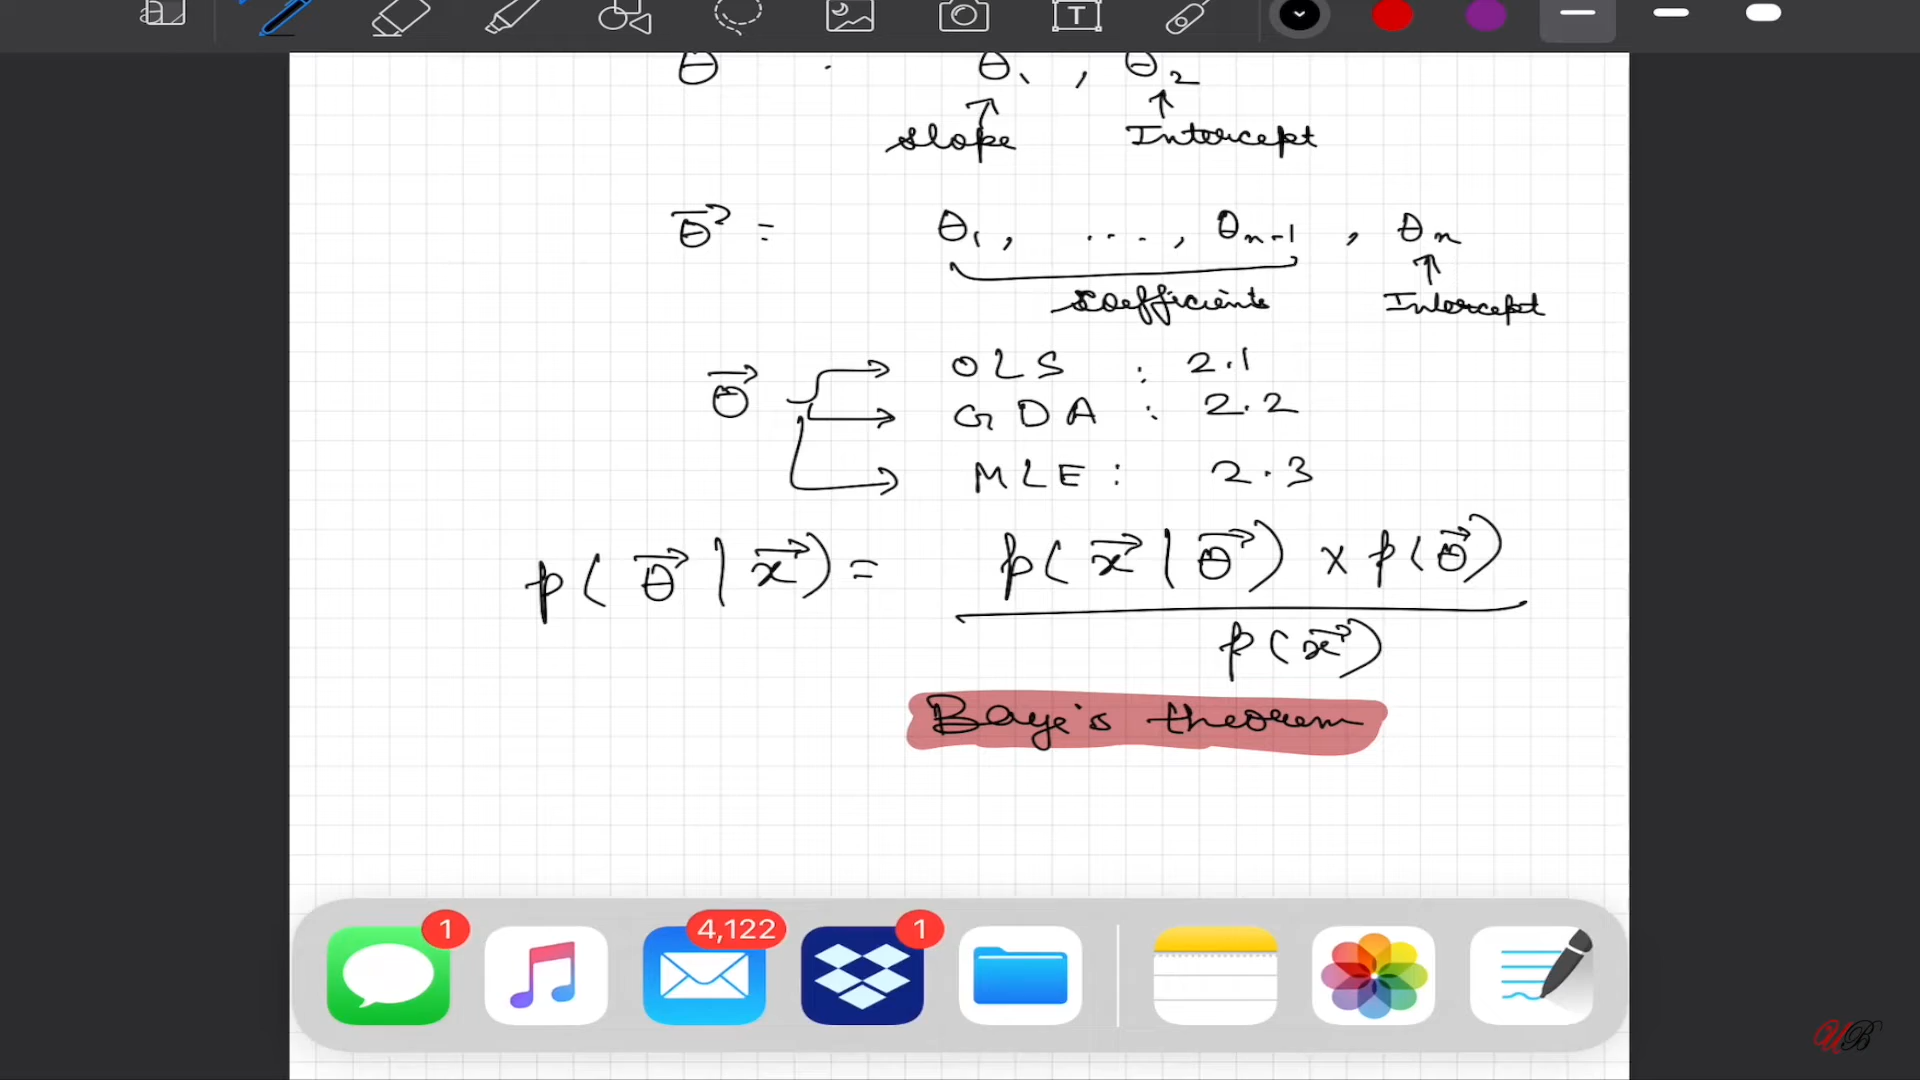 θ . θ₁ , θ₂
slope Intercept
θ⃗ = θ₁, ...., θₙ₋₁ , θₙ
coefficients Intercept
θ⃗ OLS : 2.1
GDA : 2.2
MLE : 2.3
p(θ⃗ | x⃗) = p(x⃗ | θ⃗) x p(θ⃗)
p(x⃗)
Baye's theorem
1 4,122 1
T
UB